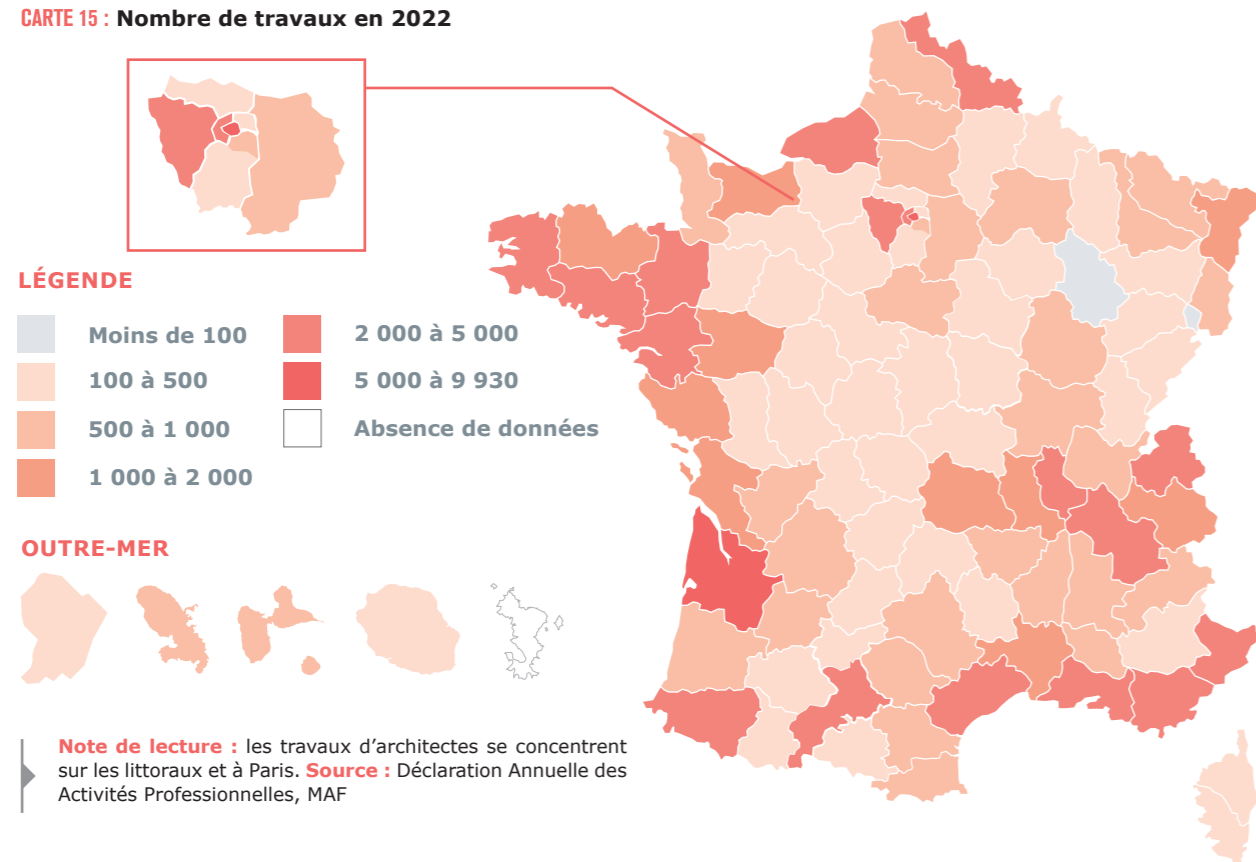 CARTE 15 : Nombre de travaux en 2022
LÉGENDE
Moins de 100
100 à 500
500 à 1 000
1 000 à 2 000
2 000 à 5 000
5 000 à 9 930
Absence de données
OUTRE-MER
Note de lecture : les travaux d’architectes se concentrent
sur les littoraux et à Paris. Source : Déclaration Annuelle des
Activités Professionnelles, MAF